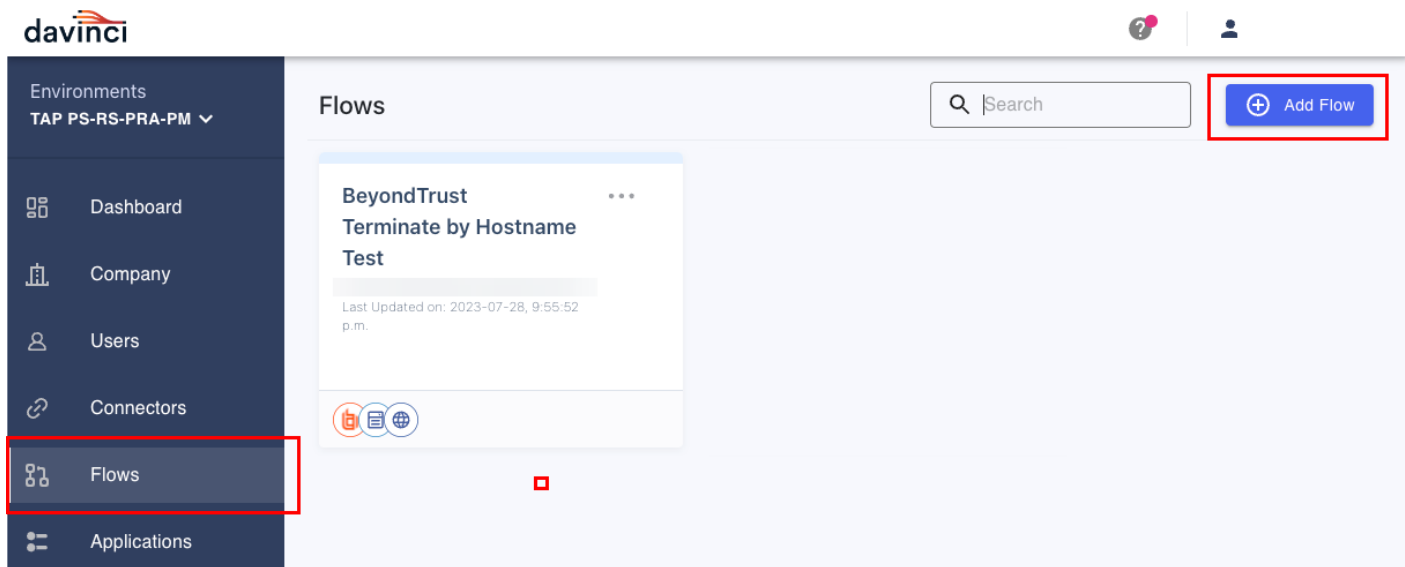 davinci
Environments
TAP PS-RS-PRA-PM
Dashboard
Company
Users
Connectors
Flows
Applications
Flows
Search
Add Flow
BeyondTrust
Terminate by Hostname
Test
Last Updated on: 2023-07-28, 9:55:52
p.m.